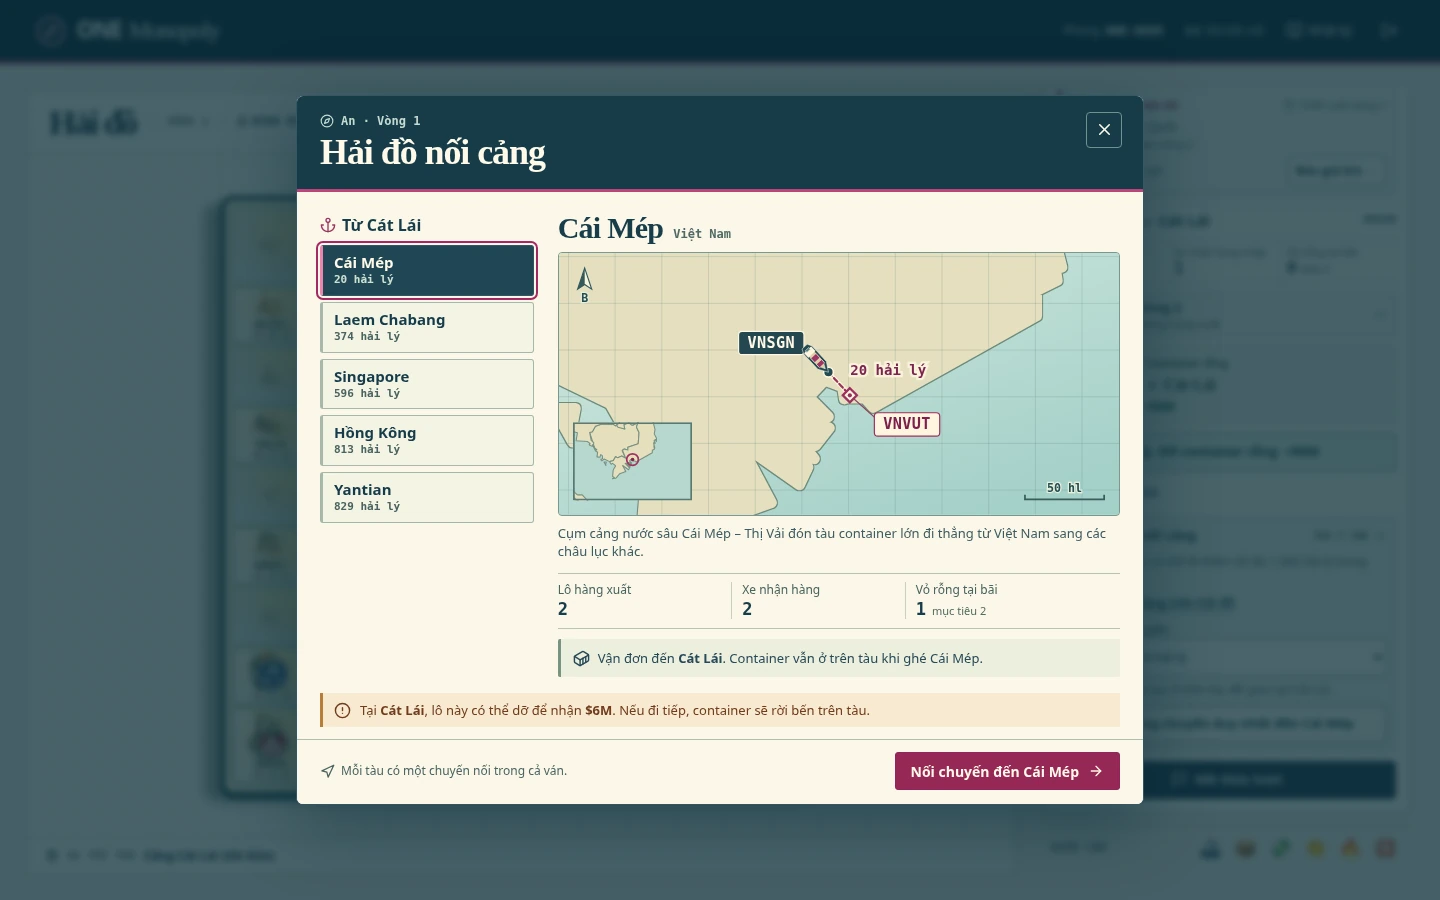 ONE Monopoly
Hải đồ
An · Vòng 1
Hải đồ nối cảng
Từ Cát Lái
Cái Mép
20 hải lý
Laem Chabang
374 hải lý
Singapore
596 hải lý
Hồng Kông
813 hải lý
Yantian
829 hải lý
Cái Mép Việt Nam
B
VNSGN
20 hải lý
VNVUT
50 hl
Cụm cảng nước sâu Cái Mép – Thị Vải đón tàu container lớn đi thẳng từ Việt Nam sang các
châu lục khác.
Lô hàng xuất
2
Xe nhận hàng
2
Vỏ rỗng tại bãi
1 mục tiêu 2
Vận đơn đến Cát Lái. Container vẫn ở trên tàu khi ghé Cái Mép.
Tại Cát Lái, lô này có thể dỡ để nhận $6M. Nếu đi tiếp, container sẽ rời bến trên tàu.
Mỗi tàu có một chuyến nối trong cả ván.
Nối chuyến đến Cái Mép